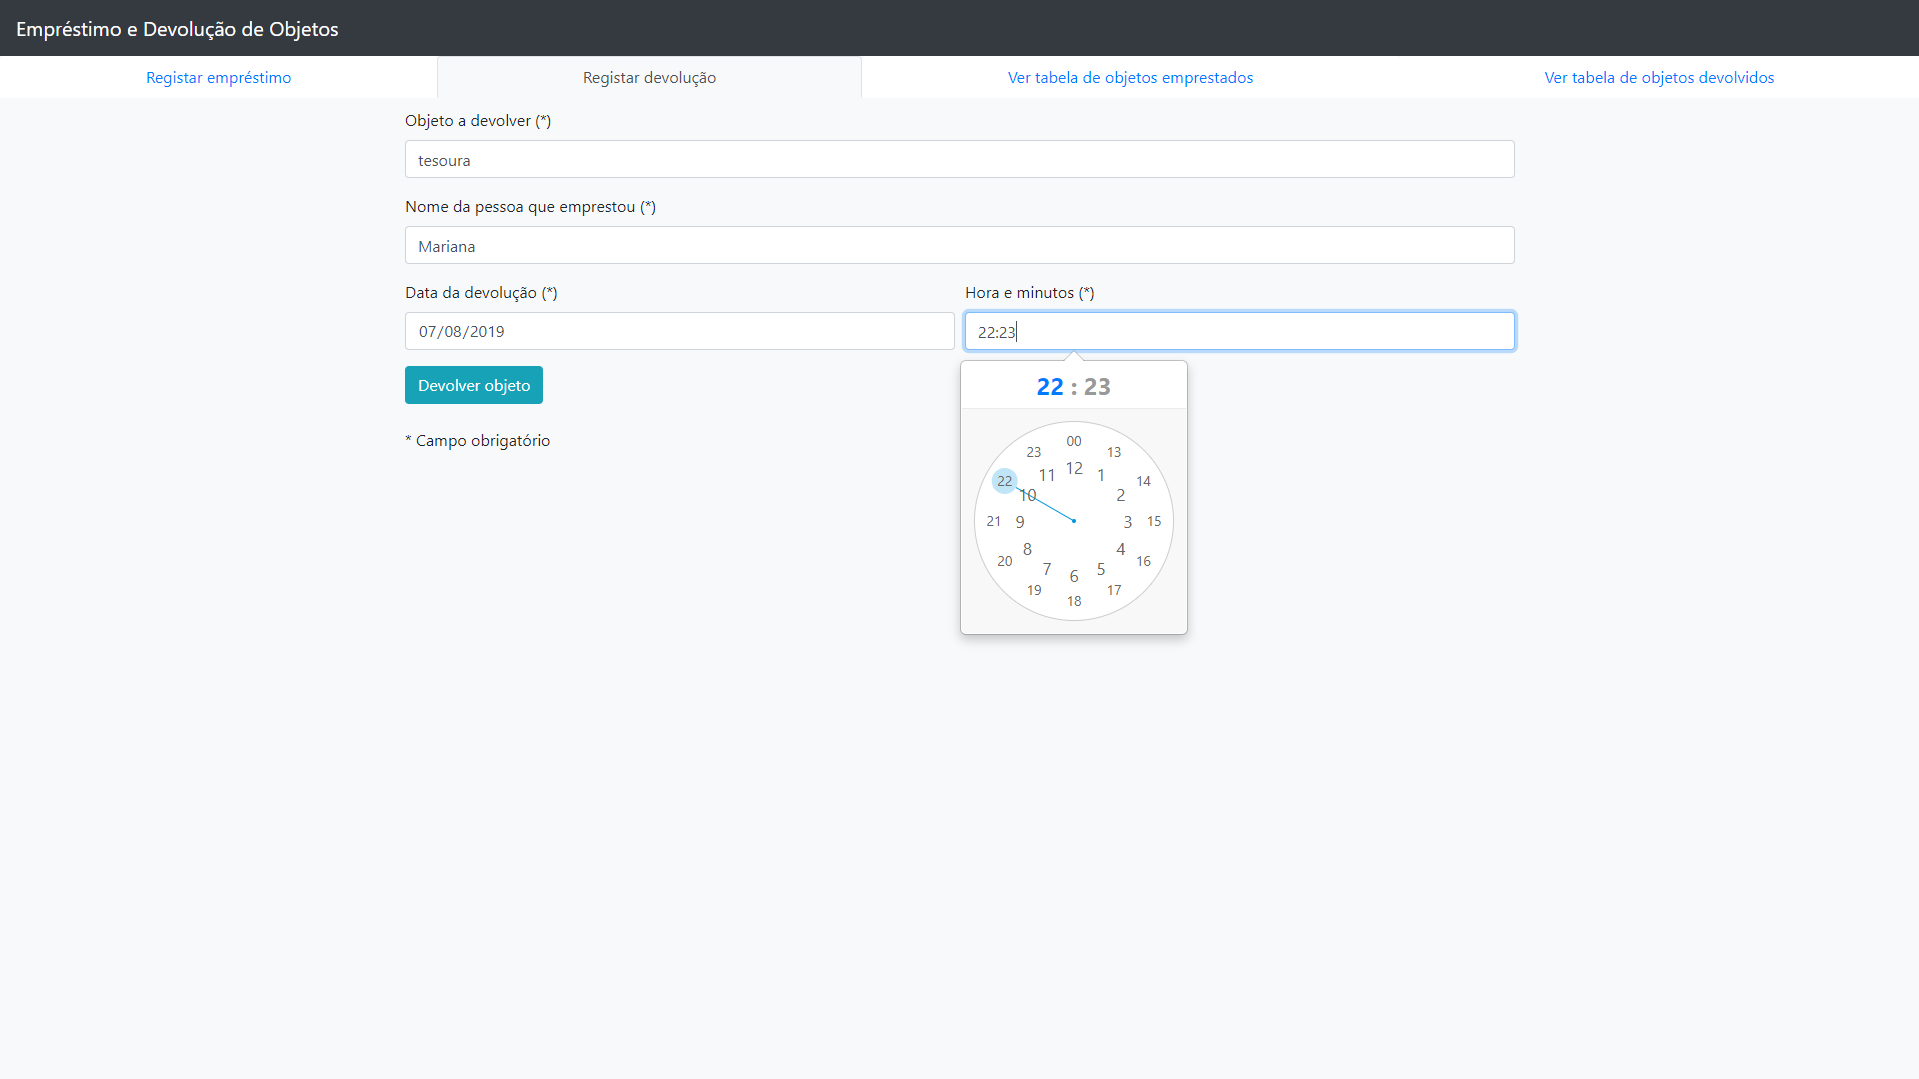 Empréstimo e Devolução de Objetos
Registar empréstimo
Registar devolução
Ver tabela de objetos emprestados
Ver tabela de objetos devolvidos
Objeto a devolver (*)
tesoura
Nome da pessoa que emprestou (*)
Mariana
Data da devolução (*)
Hora e minutos (*)
07/08/2019
22:23
Devolver objeto
* Campo obrigatório
22 : 23
00
23
13
12
11
1
22
14
10
2
21
9
3
15
8
4
20
16
7
5
6
19
17
18